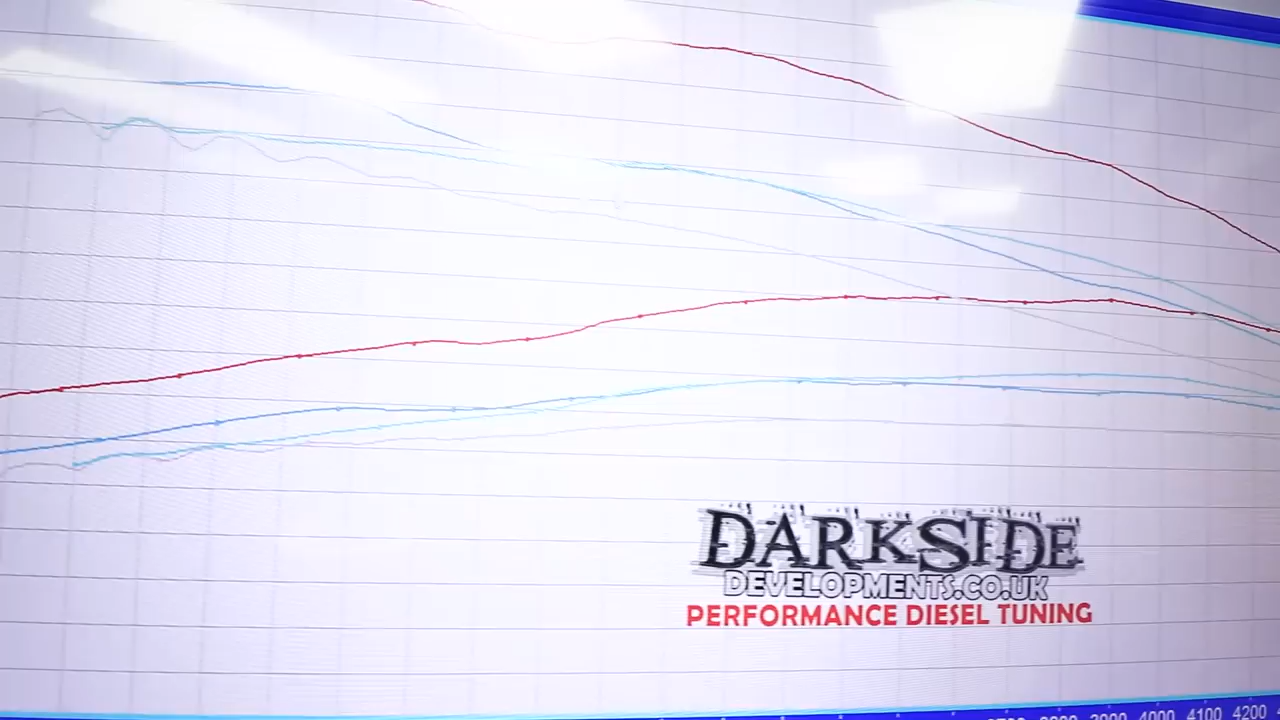 DARKSIDE
DEVELOPMENTS.CO.UK
PERFORMANCE DIESEL TUNING
4000 4100 4200